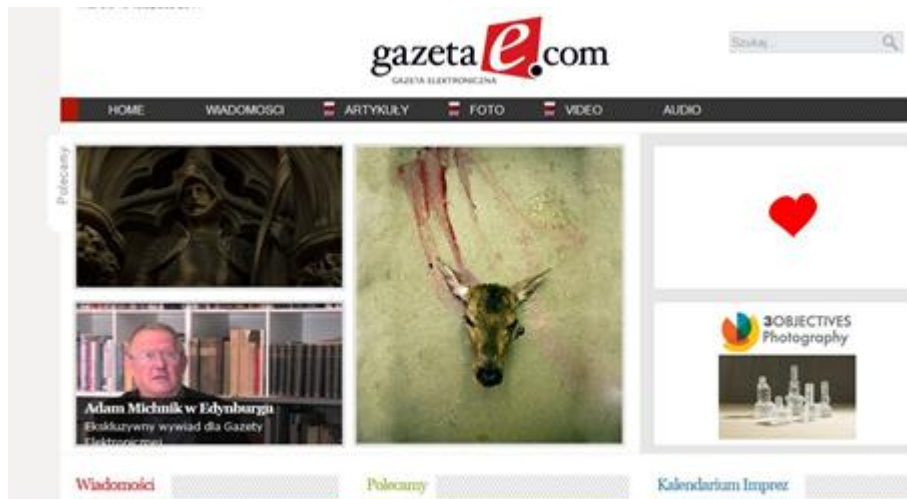 gazeta e.com
GAZETA ELEKTRONICZNA
Szukaj...
HOME WIADOMOSCI ARTYKUŁY FOTO VIDEO AUDIO
Polecamy
Adam Michnik w Edynburgu
Ekskluzywny wywiad dla Gazety
Elektronicznej
3OBJECTIVES
Photography
Wiadomości Polecamy Kalendarium Imprez